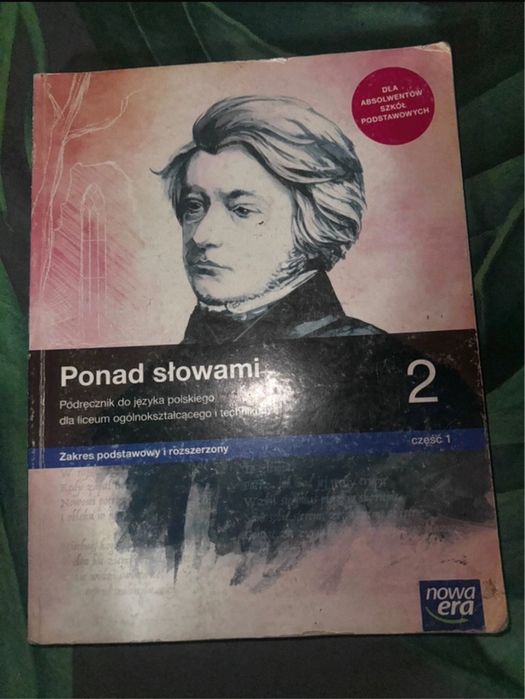 DLA
ABSOLWENTÓW
SZKÓŁ
PODSTAWOWYCH
Ponad słowami
2
Podręcznik do języka polskiego
dla liceum ogólnokształcącego i technikum
Zakres podstawowy i rozszerzony
część 1
nowa
era